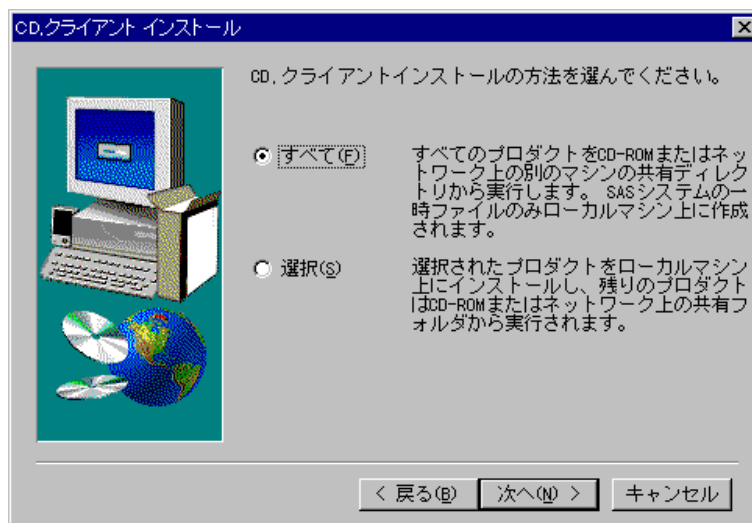 CD,クライアント インストール
CD,クライアントインストールの方法を選んでください。
すべて(F)
すべてのプロダクトをCD-ROMまたはネッ
トワーク上の別のマシンの共有ディレク
トリから実行します。 SASシステムの一
時ファイルのみローカルマシン上に作成
されます。
選択(S)
選択されたプロダクトをローカルマシン
上にインストールし、残りのプロダクト
はCD-ROMまたはネットワーク上の共有フ
ォルダから実行されます。
< 戻る(B)
次へ(N) >
キャンセル